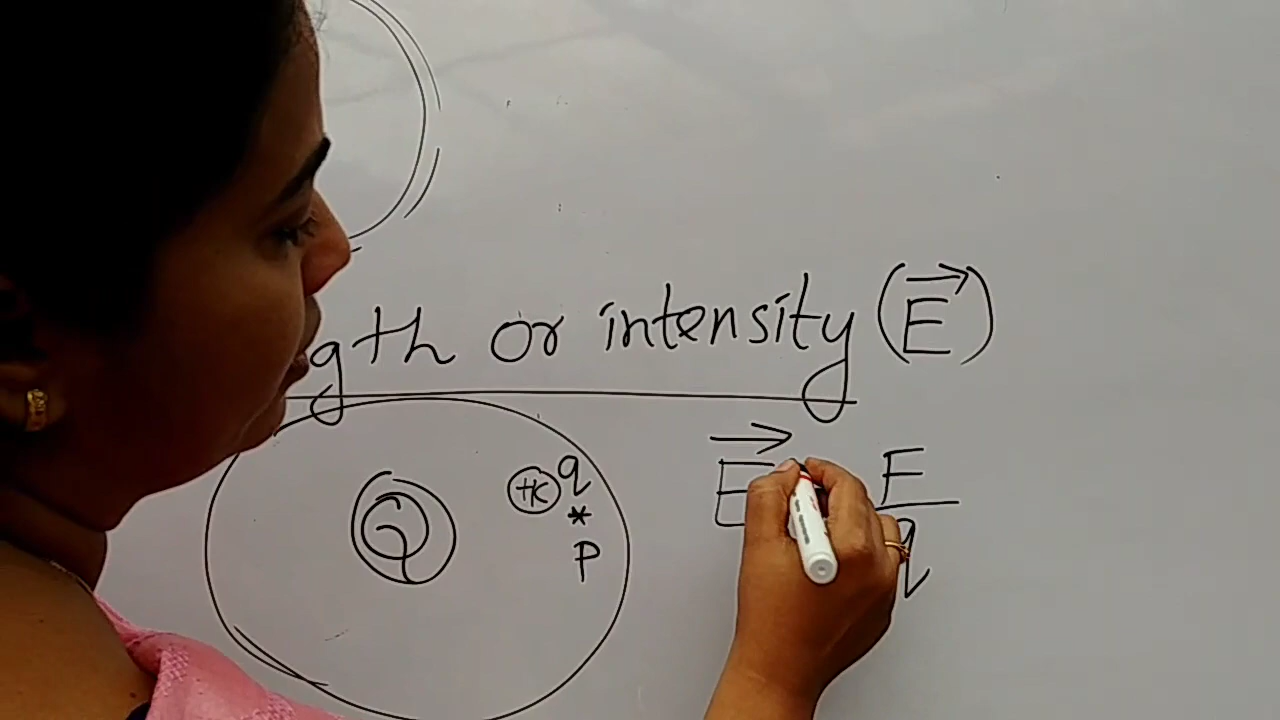 gth or intensity (E→)
Q + q
* 
P
E→ F/q